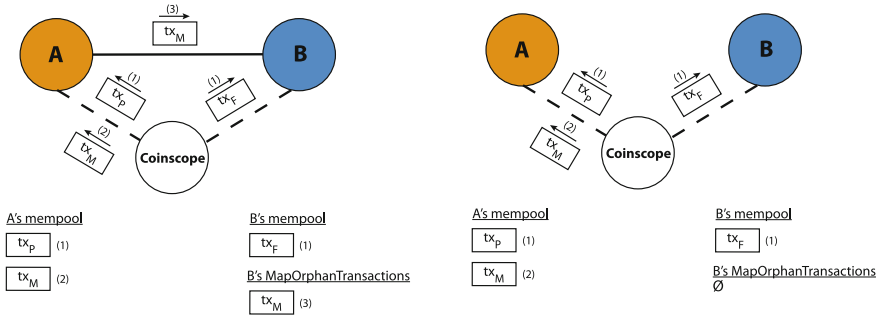 (3)
tx_M
A
B
(1)
tx_P
(1)
tx_F
(2)
tx_M
Coinscope
A's mempool
tx_P (1)
tx_M (2)
B's mempool
tx_F (1)
B's MapOrphanTransactions
tx_M (3)
A
B
(1)
tx_P
(1)
tx_F
(2)
tx_M
Coinscope
A's mempool
tx_P (1)
tx_M (2)
B's mempool
tx_F (1)
B's MapOrphanTransactions
Ø